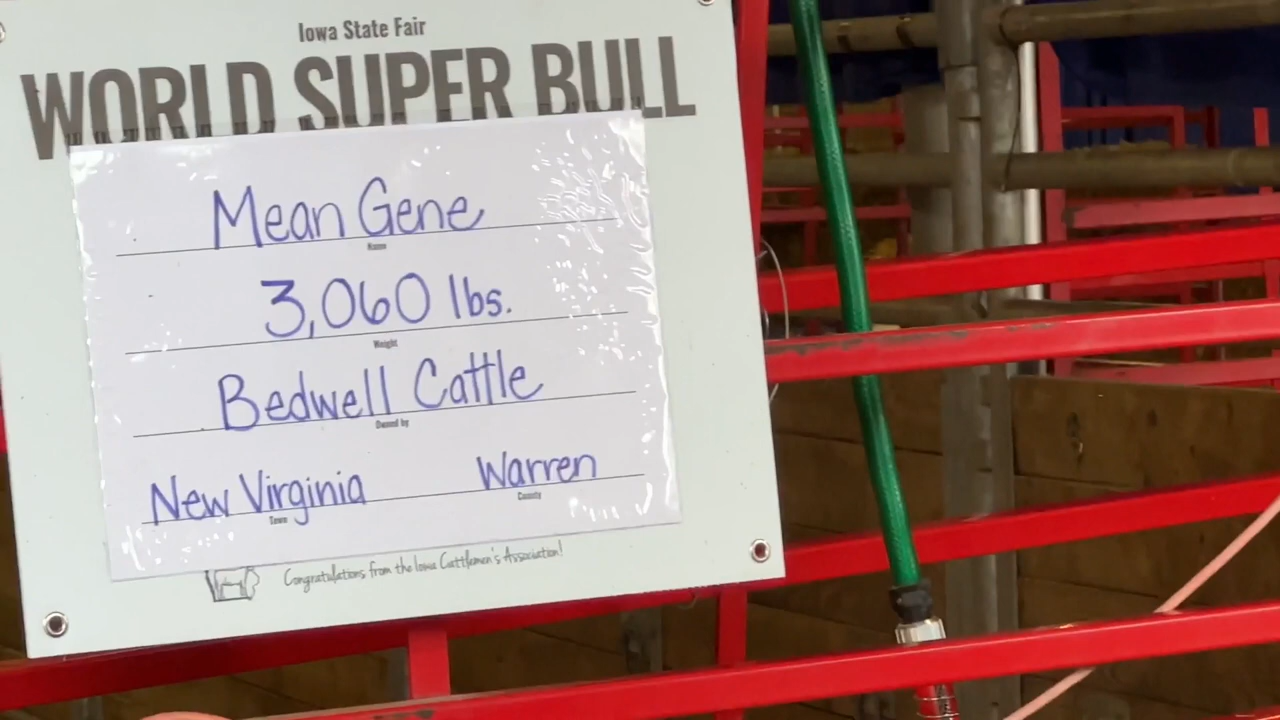 Iowa State Fair
WORLD SUPER BULL
Mean Gene
Name
3,060 lbs.
Weight
Bedwell Cattle
Owned by
New Virginia Warren
Town County
Congratulations from the Iowa Cattlemen's Association!